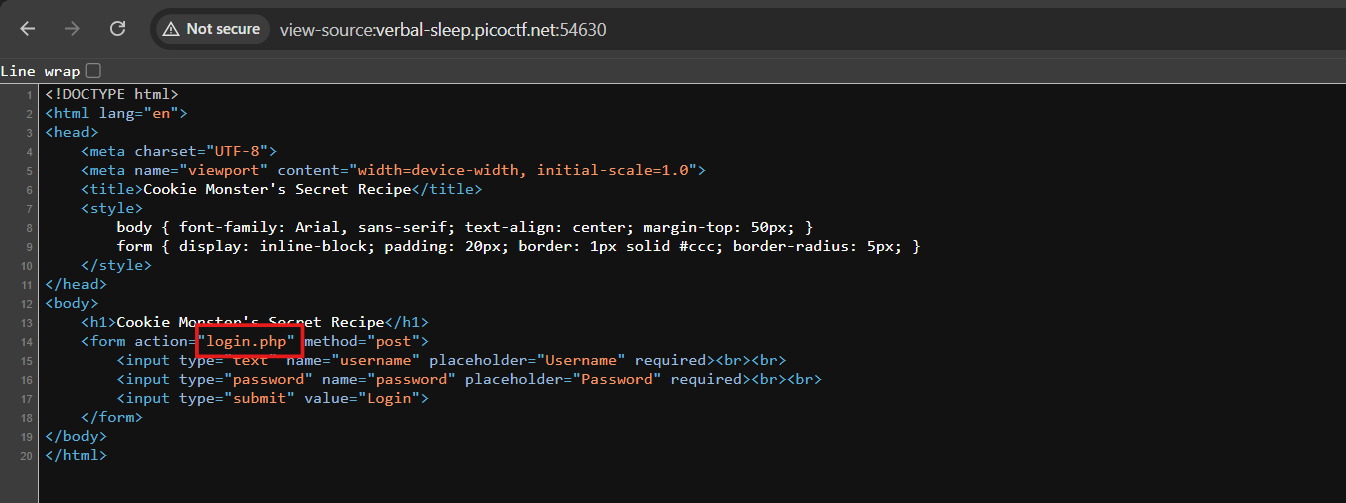 Not secure view-source:verbal-sleep.picoctf.net:54630
Line wrap
1 <!DOCTYPE html>
2 <html lang="en">
3 <head>
4     <meta charset="UTF-8">
5     <meta name="viewport" content="width=device-width, initial-scale=1.0">
6     <title>Cookie Monster's Secret Recipe</title>
7     <style>
8         body { font-family: Arial, sans-serif; text-align: center; margin-top: 50px; }
9         form { display: inline-block; padding: 20px; border: 1px solid #ccc; border-radius: 5px; }
10     </style>
11 </head>
12 <body>
13     <h1>Cookie Monster's Secret Recipe</h1>
14     <form action="login.php" method="post">
15         <input type="text" name="username" placeholder="Username" required><br><br>
16         <input type="password" name="password" placeholder="Password" required><br><br>
17         <input type="submit" value="Login">
18     </form>
19 </body>
20 </html>